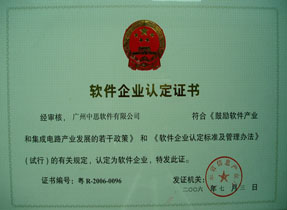 软件企业认定证书
经审核、广州中思软件有限公司 符合《鼓励软件产业
和集成电路产业发展的若干政策》和《软件企业认定标准及管理办法》
(试行)的有关规定，认定为软件企业，特发此证。
证书编号：粤R-2006-0096 发证机关：
二〇〇六年七月三日